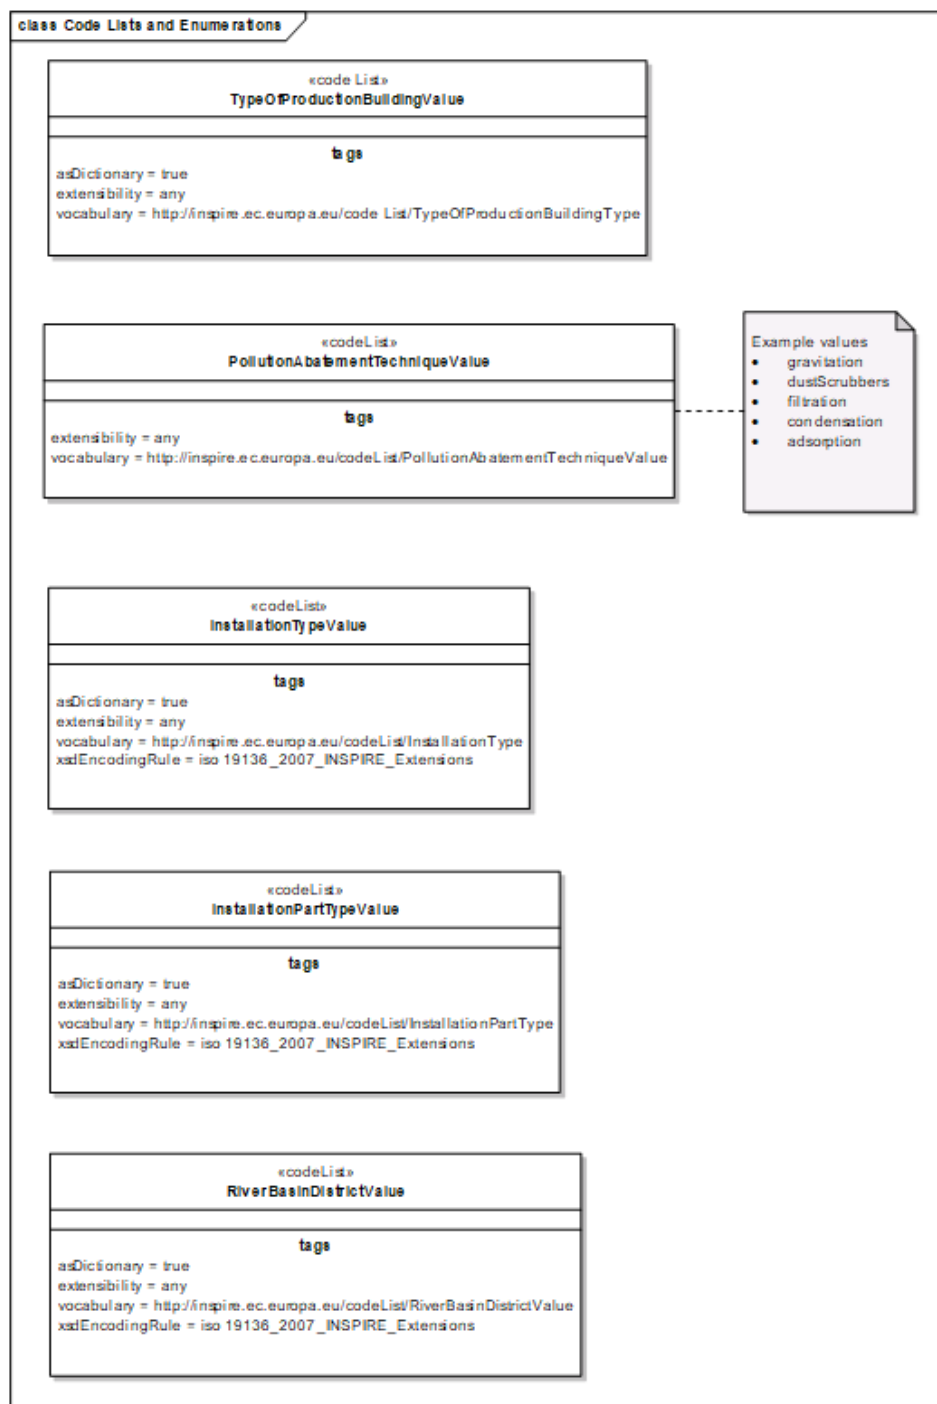 class Code Lists and Enumerations
«code List»
TypeOfProductionBuildingValue
tags
asDictionary = true
extensibility = any
vocabulary = http://inspire.ec.europa.eu/code List/TypeOfProductionBuildingType
«codeList»
PollutionAbatementTechniqueValue
tags
extensibility = any
vocabulary = http://inspire.ec.europa.eu/codeList/PollutionAbatementTechniqueValue
Example values
• gravitation
• dustScrubbers
• filtration
• condensation
• adsorption
«codeList»
InstallationTypeValue
tags
asDictionary = true
extensibility = any
vocabulary = http://inspire.ec.europa.eu/codeList/InstallationType
xsdEncodingRule = iso 19136_2007_INSPIRE_Extensions
«codeList»
InstallationPartTypeValue
tags
asDictionary = true
extensibility = any
vocabulary = http://inspire.ec.europa.eu/codeList/InstallationPartType
xsdEncodingRule = iso 19136_2007_INSPIRE_Extensions
«codeList»
RiverBasinDistrictValue
tags
asDictionary = true
extensibility = any
vocabulary = http://inspire.ec.europa.eu/codeList/RiverBasinDistrictValue
xsdEncodingRule = iso 19136_2007_INSPIRE_Extensions